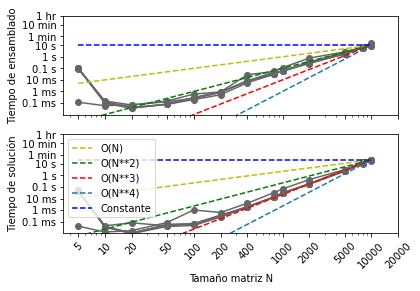 Tiempo de ensamblado
1 hr
10 min
1 min
10 s
1 s
0.1 s
10 ms
1 ms
0.1 ms
Tiempo de solución
1 hr
10 min
1 min
10 s
1 s
0.1 s
10 ms
1 ms
0.1 ms
O(N)
O(N**2)
O(N**3)
O(N**4)
Constante
5
10
20
50
100
200
400
1000
2000
5000
10000
20000
Tamaño matriz N